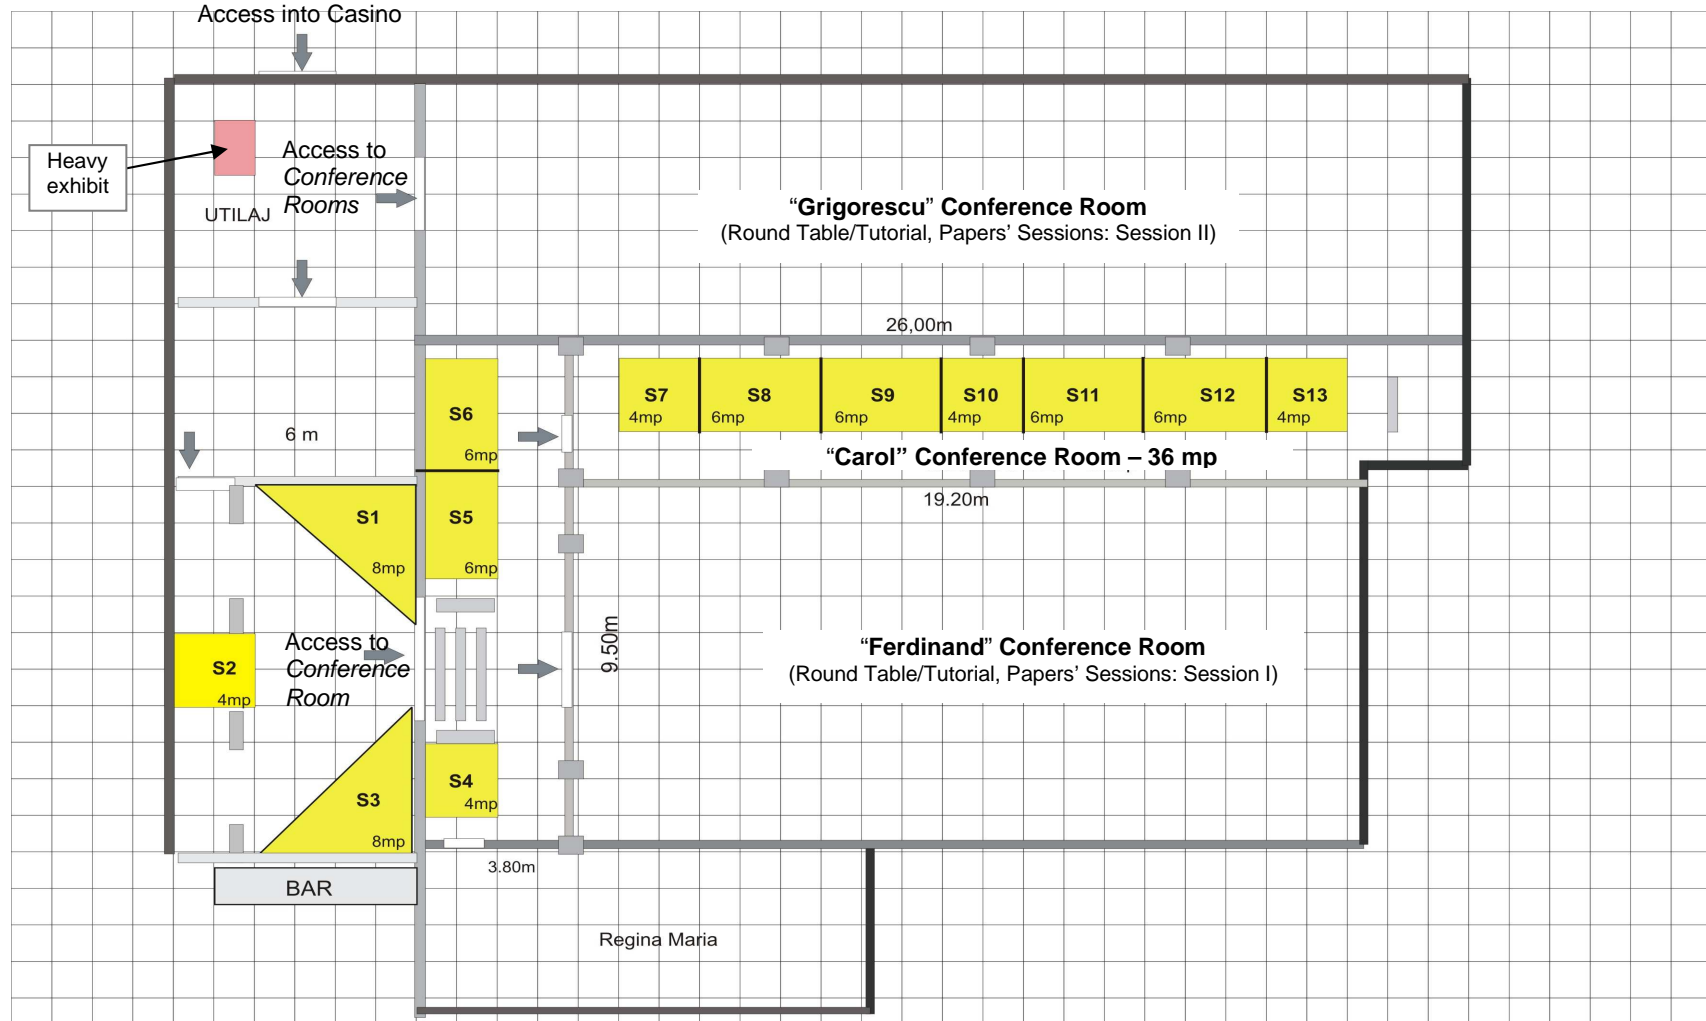 Access into Casino
Heavy
exhibit
Access to
Conference
Rooms
UTILAJ
“Grigorescu” Conference Room
(Round Table/Tutorial, Papers’ Sessions: Session II)
26,00m
S6
6mp
S7
4mp
S8
6mp
S9
6mp
S10
4mp
S11
6mp
S12
6mp
S13
4mp
6 m
“Carol” Conference Room – 36 mp
19.20m
S1
8mp
S5
6mp
9.50m
“Ferdinand” Conference Room
(Round Table/Tutorial, Papers’ Sessions: Session I)
S2
4mp
Access to
Conference
Room
S3
8mp
S4
4mp
3.80m
BAR
Regina Maria